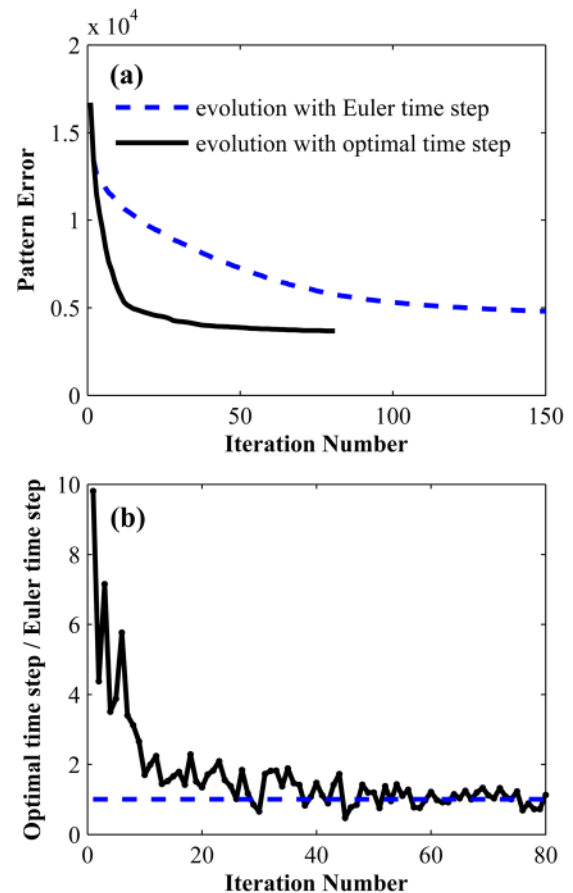 x 10^4
2
(a)
evolution with Euler time step
1.5
evolution with optimal time step
Pattern Error
1
0.5
0
0 50 100 150
Iteration Number
10
(b)
8
6
4
2
0
Optimal time step / Euler time step
0 20 40 60 80
Iteration Number